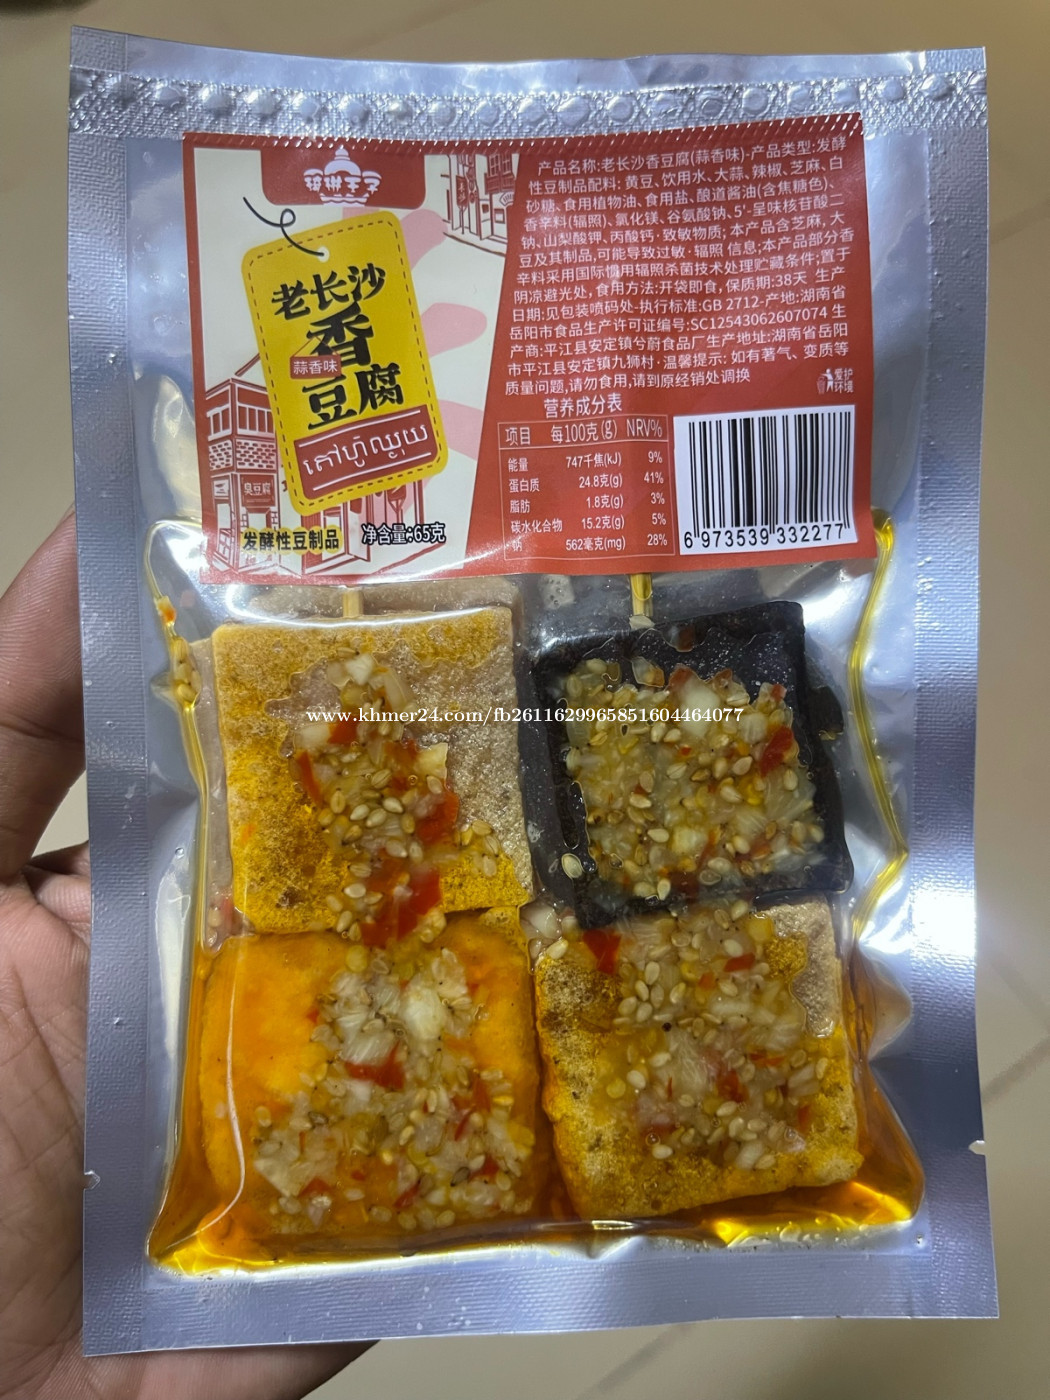 老长沙
香
蒜香味
豆腐
តៅហ៊ូឈ្ងុយ
臭豆腐
发酵性豆制品
净含量:65克
产品名称:老长沙香豆腐(蒜香味)-产品类型:发酵
性豆制品配料: 黄豆、饮用水、大蒜、辣椒、芝麻、白
砂糖、食用植物油、食用盐、酿造酱油(含焦糖色)、
香辛料(辐照)、氯化镁、谷氨酸钠、5'-呈味核苷酸二
钠、山梨酸钾、丙酸钙·致敏物质; 本产品含芝麻, 大
豆及其制品,可能导致过敏·辐照 信息:本产品部分香
辛料采用国际惯用辐照杀菌技术处理贮藏条件:置于
阴凉避光处, 食用方法:开袋即食, 保质期:38天 生产
日期:见包装喷码处-执行标准:GB 2712-产地:湖南省
岳阳市食品生产许可证编号:SC12543062607074 生
产商:平江县安定镇兮蔚食品厂生产地址:湖南省岳阳
市平江县安定镇九狮村· 温馨提示: 如有著气、变质等
质量问题,请勿食用,请到原经销处调换
爱护
环境
营养成分表
项目 每100克(g) NRV%
能量 747千焦(kJ) 9%
蛋白质 24.8克(g) 41%
脂肪 1.8克(g) 3%
碳水化合物 15.2克(g) 5%
钠 562毫克(mg) 28%
6 973539 332277
www.khmer24.com/fb2611629965851604464077